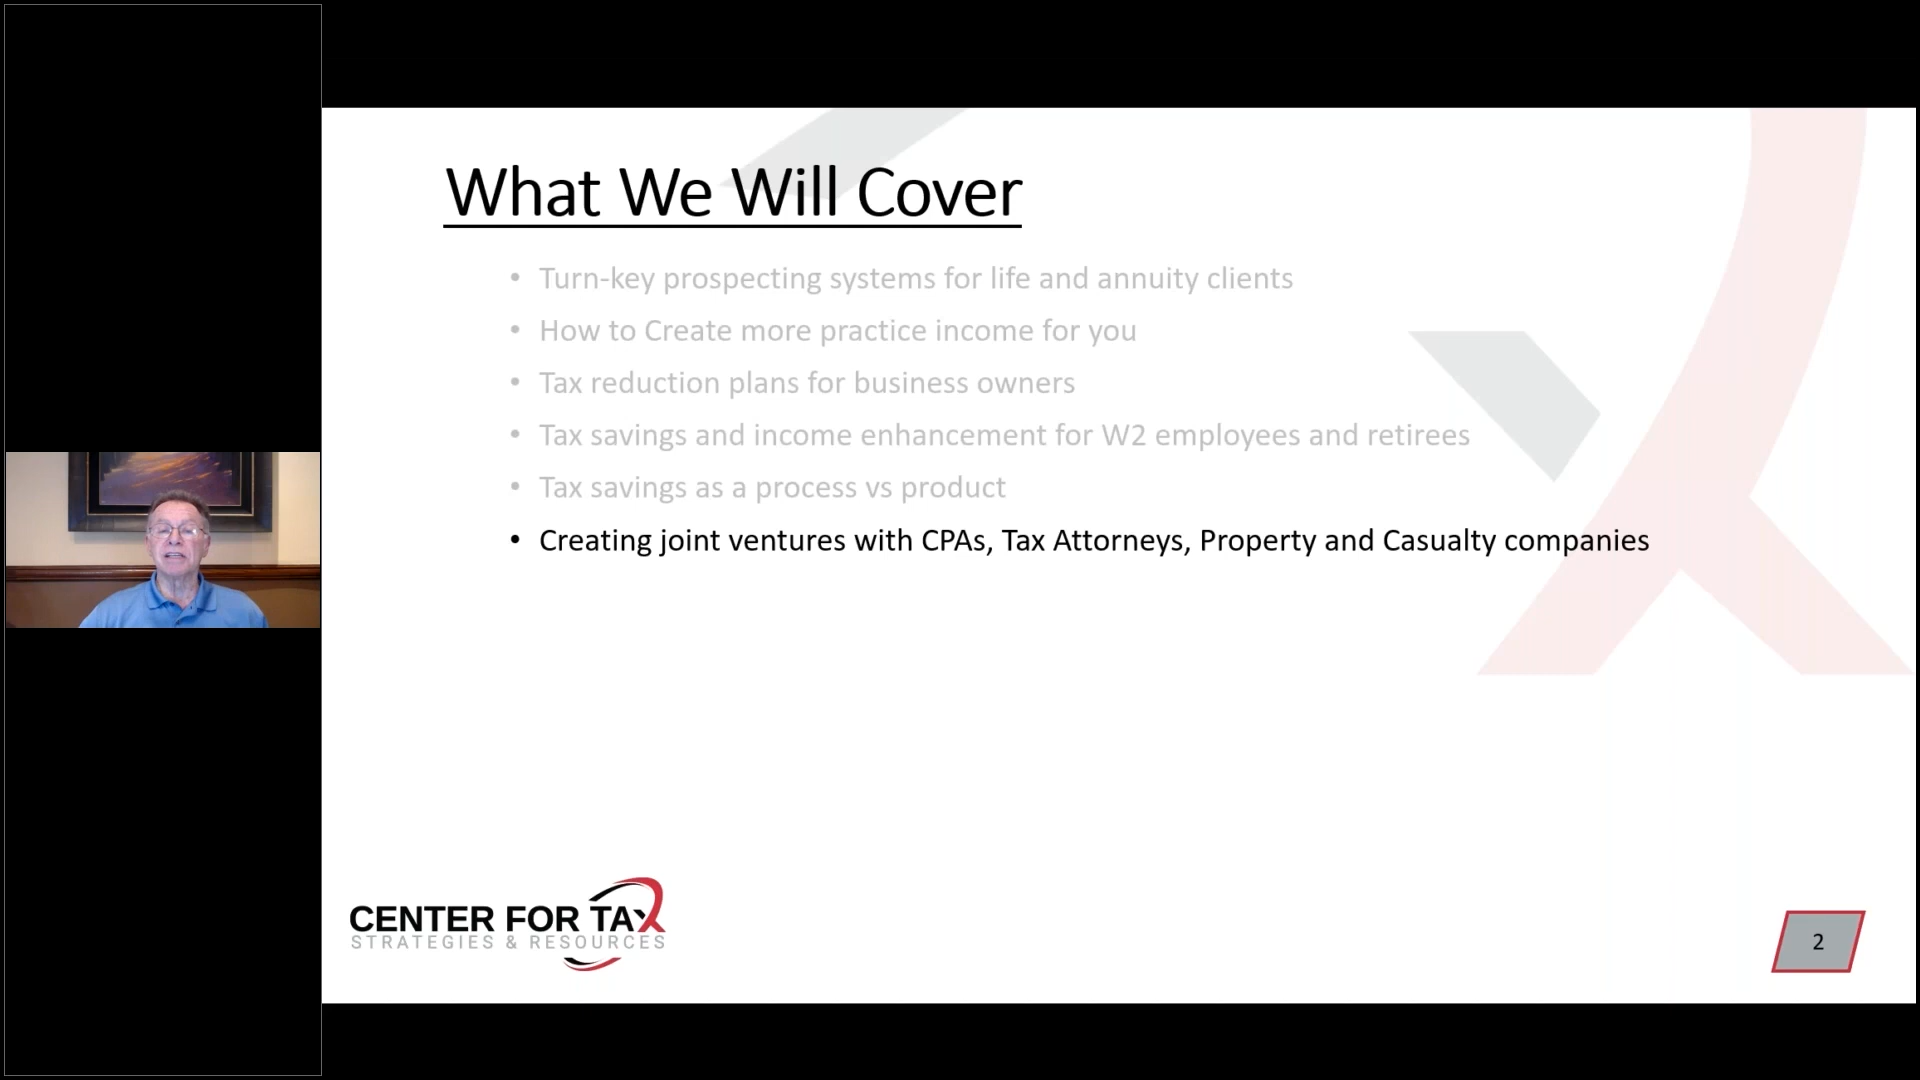 What We Will Cover
• Turn-key prospecting systems for life and annuity clients
• How to Create more practice income for you
• Tax reduction plans for business owners
• Tax savings and income enhancement for W2 employees and retirees
• Tax savings as a process vs product
• Creating joint ventures with CPAs, Tax Attorneys, Property and Casualty companies
CENTER FOR TAX
STRATEGIES & RESOURCES
2